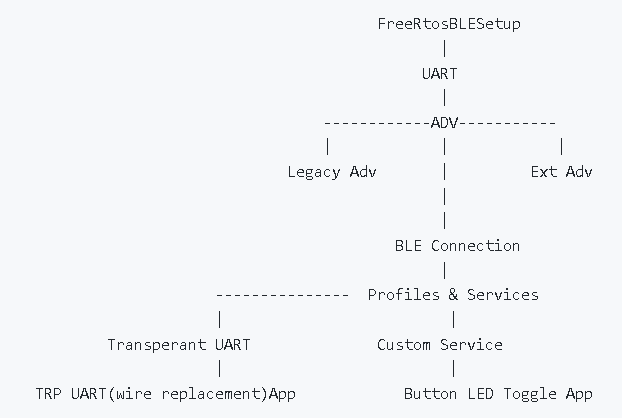 FreeRtosBLESetup
|
UART
|
------------ADV-----------
| | |
Legacy Adv | Ext Adv
|
|
BLE Connection
|
--------------- Profiles & Services
| |
Transperant UART Custom Service
| |
TRP UART(wire replacement)App Button LED Toggle App